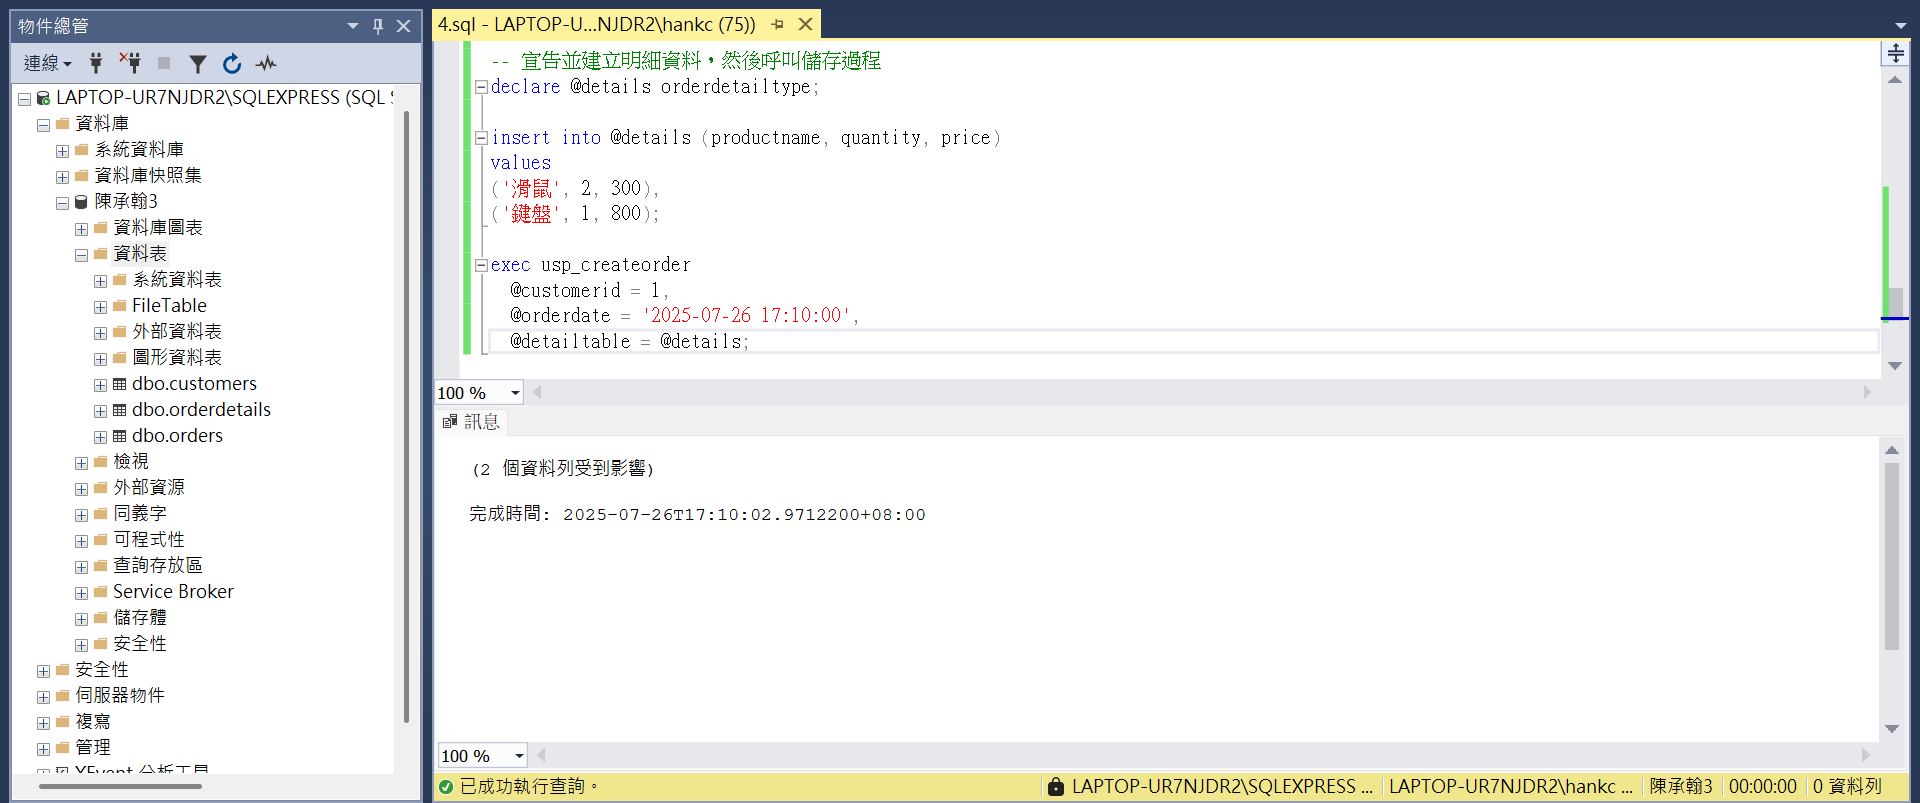 物件總管
連線
LAPTOP-UR7NJDR2\SQLEXPRESS (SQL S
資料庫
系統資料庫
資料庫快照集
陳承翰3
資料庫圖表
資料表
系統資料表
FileTable
外部資料表
圖形資料表
dbo.customers
dbo.orderdetails
dbo.orders
檢視
外部資源
同義字
可程式性
查詢存放區
Service Broker
儲存體
安全性
安全性
伺服器物件
複寫
管理
XEvent 分析工具
4.sql - LAPTOP-U...NJDR2\hankc (75))
-- 宣告並建立明細資料，然後呼叫儲存過程
declare @details orderdetailtype;
insert into @details (productname, quantity, price)
values
('滑鼠', 2, 300),
('鍵盤', 1, 800);
exec usp_createorder
@customerid = 1,
@orderdate = '2025-07-26 17:10:00',
@detailtable = @details;
100 %
訊息
(2 個資料列受到影響)
完成時間: 2025-07-26T17:10:02.9712200+08:00
100 %
已成功執行查詢。 LAPTOP-UR7NJDR2\SQLEXPRESS ... LAPTOP-UR7NJDR2\hankc ... 陳承翰3 00:00:00 0 資料列